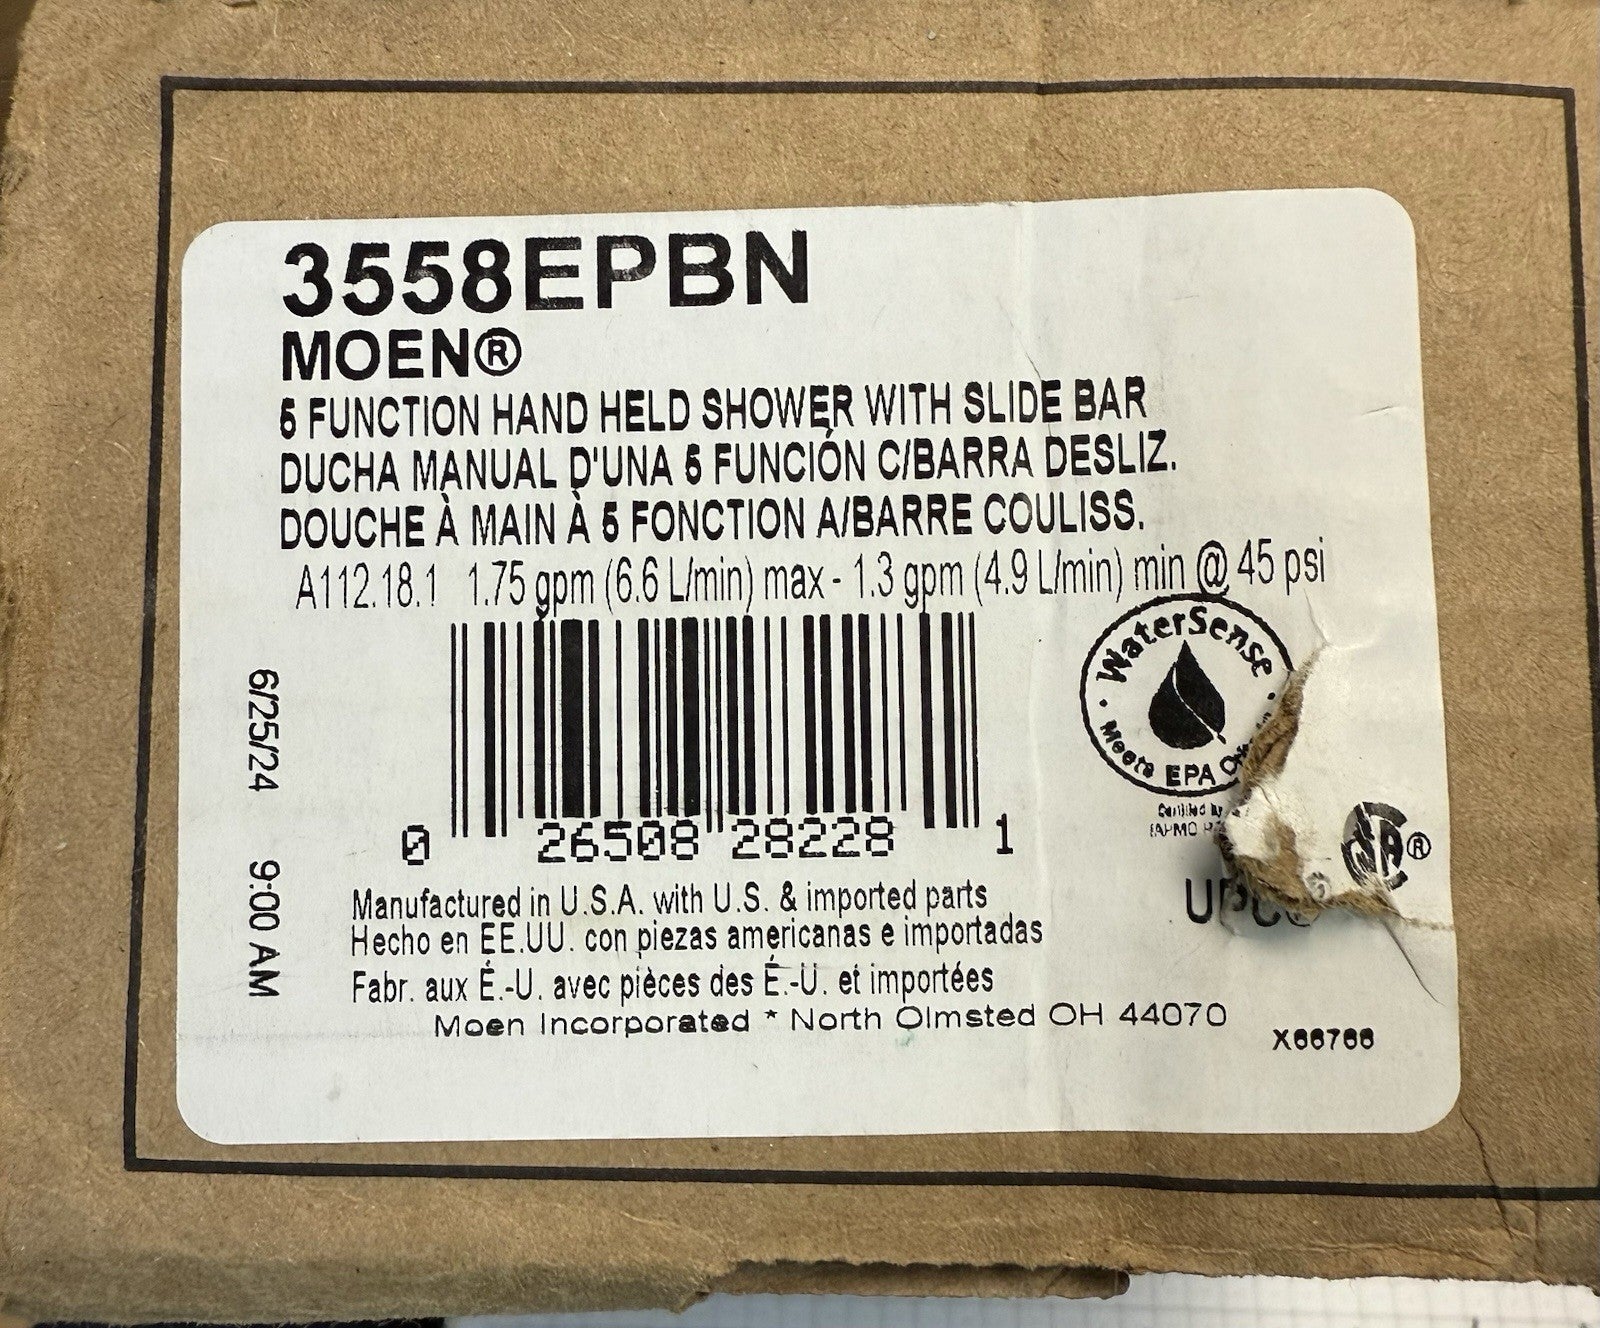 3558EPBN
MOEN®
5 FUNCTION HAND HELD SHOWER WITH SLIDE BAR
DUCHA MANUAL D'UNA 5 FUNCIÓN C/BARRA DESLIZ.
DOUCHE À MAIN À 5 FONCTION A/BARRE COULISS.
A112.18.1 1.75 gpm (6.6 L/min) max - 1.3 gpm (4.9 L/min) min @ 45 psi
WaterSense
Meets EPA
Certified by
IAPMO
®
6/25/24 9:00 AM
0 26508 28228 1
Manufactured in U.S.A. with U.S. & imported parts
Hecho en EE.UU. con piezas americanas e importadas
Fabr. aux É.-U. avec pièces des É.-U. et importées
Moen Incorporated * North Olmsted OH 44070